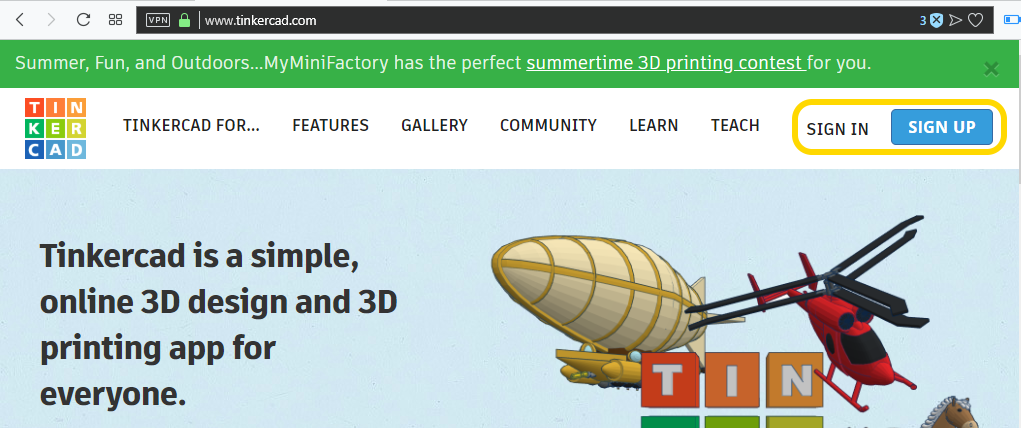 VPN www.tinkercad.com 3
Summer, Fun, and Outdoors...MyMiniFactory has the perfect summertime 3D printing contest for you. ×
TIN
KER
CAD
TINKERCAD FOR... FEATURES GALLERY COMMUNITY LEARN TEACH SIGN IN SIGN UP
Tinkercad is a simple,
online 3D design and 3D
printing app for
everyone.
TIN